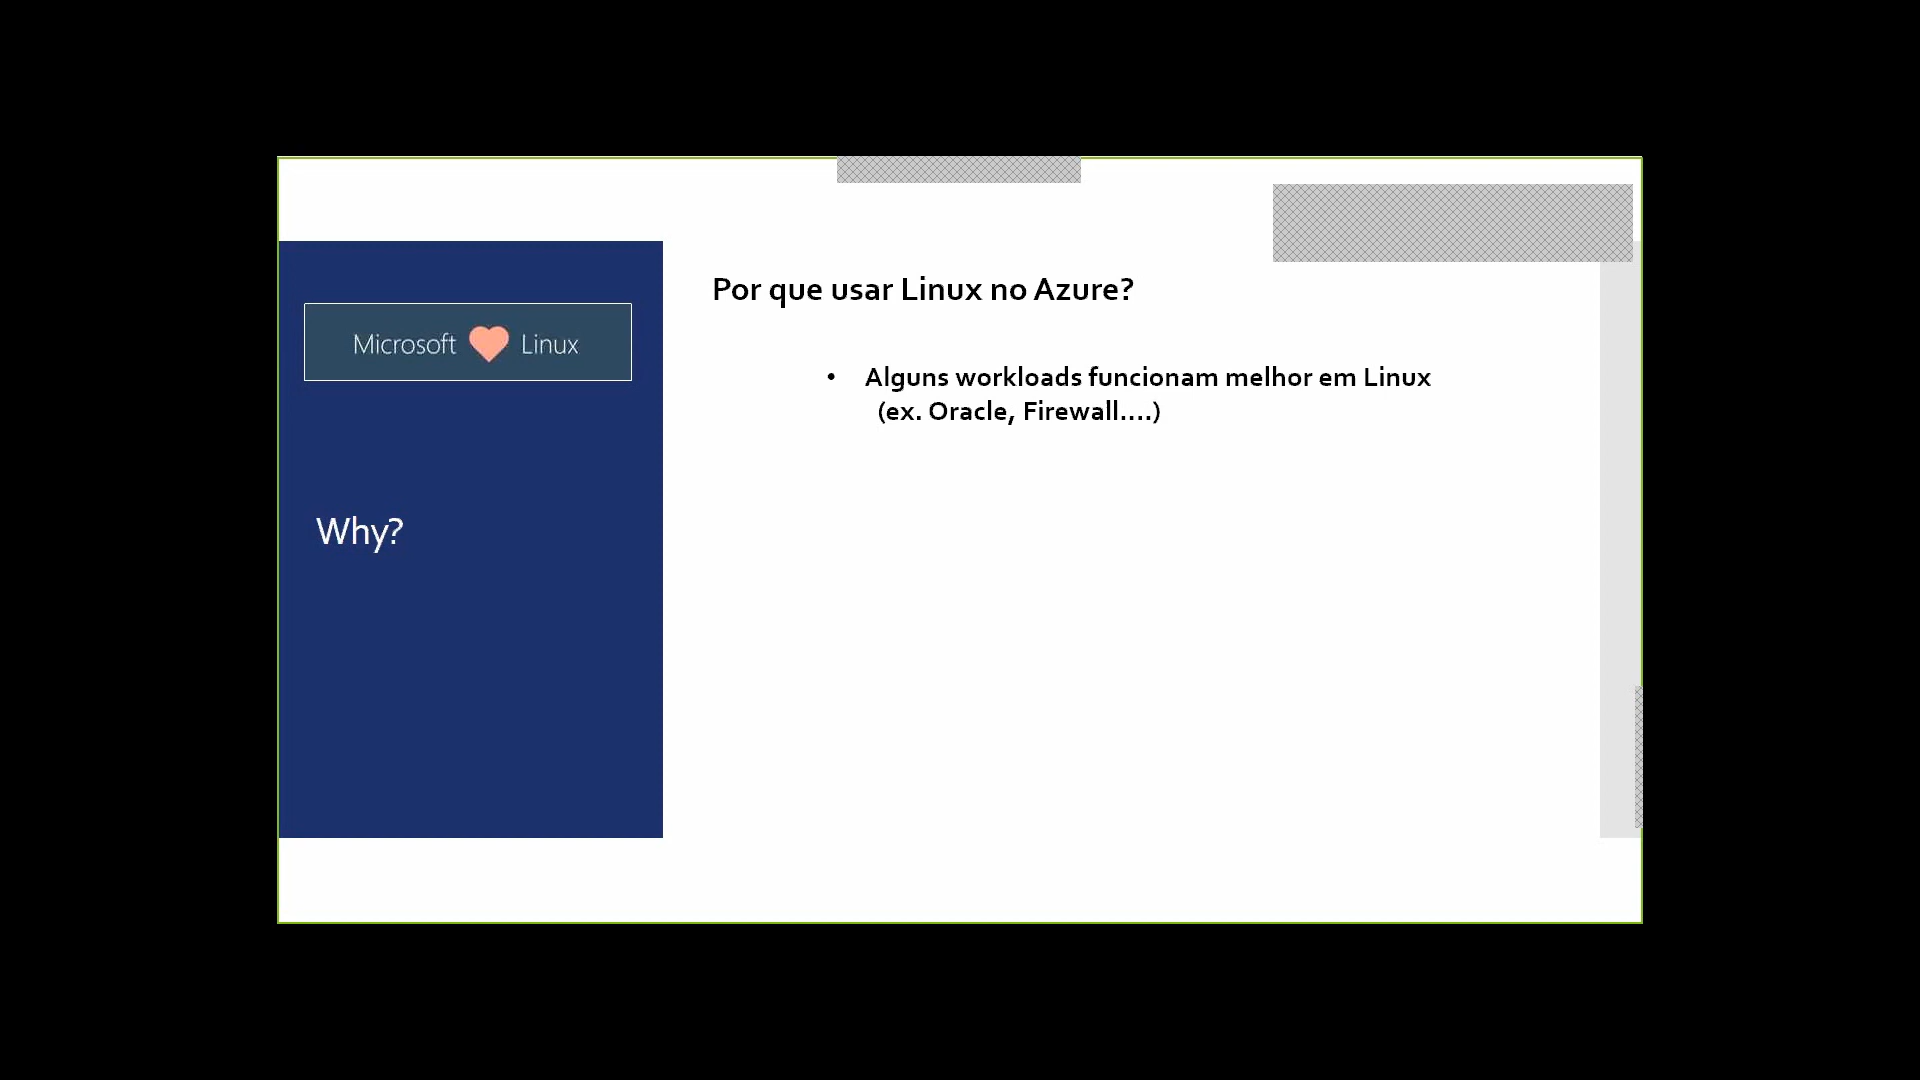 Microsoft Linux
Why?
Por que usar Linux no Azure?
• Alguns workloads funcionam melhor em Linux
(ex. Oracle, Firewall....)